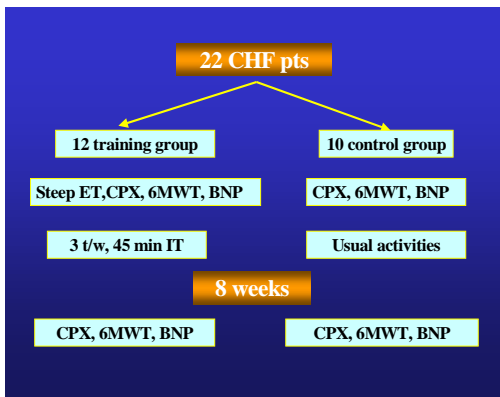 22 CHF pts
12 training group
10 control group
Steep ET,CPX, 6MWT, BNP
CPX, 6MWT, BNP
3 t/w, 45 min IT
Usual activities
8 weeks
CPX, 6MWT, BNP
CPX, 6MWT, BNP